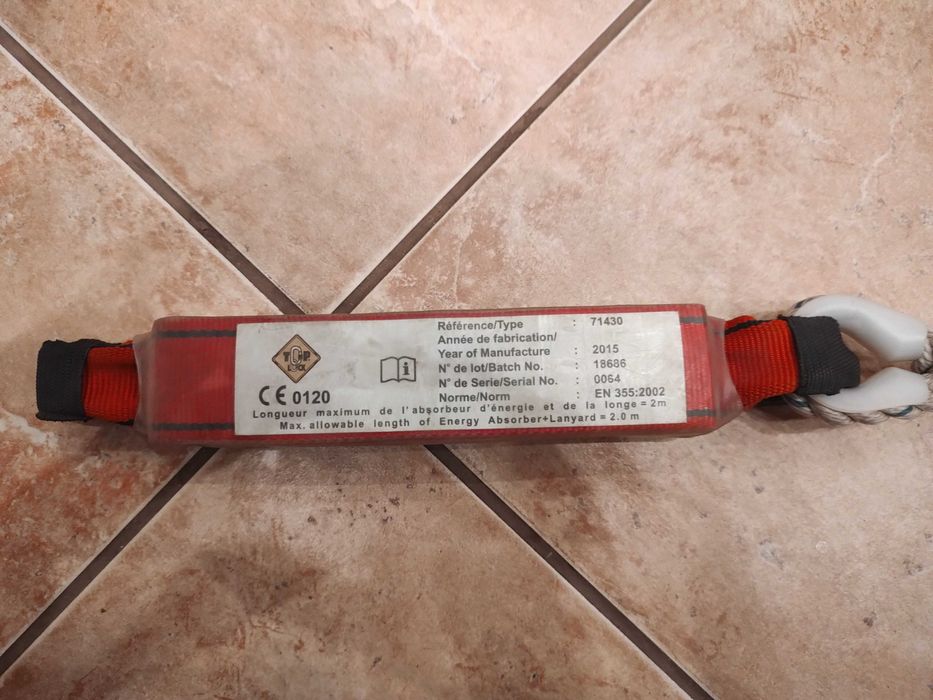 TOP
LOCK
CE 0120
i
Référence/Type : 71430
Année de fabrication/
Year of Manufacture : 2015
N° de lot/Batch No. : 18686
N° de Serie/Serial No. : 0064
Norme/Norm : EN 355:2002
Longueur maximum de l'absorbeur d'énergie et de la longe = 2m
Max. allowable length of Energy Absorber+Lanyard = 2.0 m